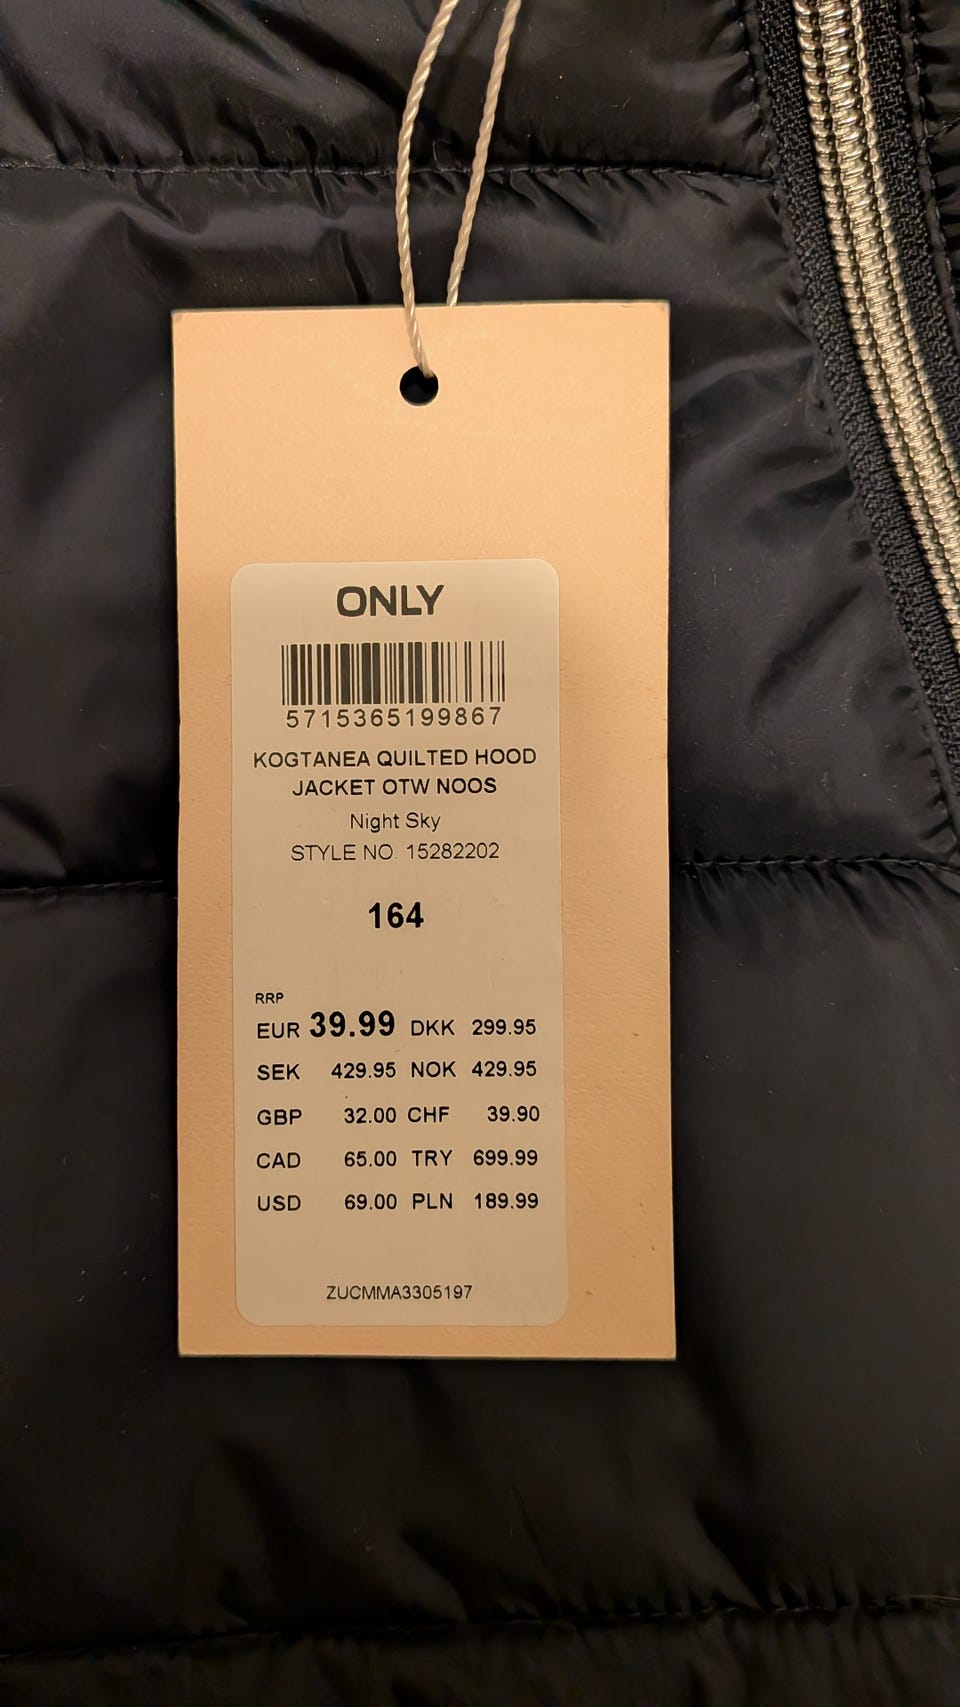 ONLY
5715365199867
KOGTANEA QUILTED HOOD
JACKET OTW NOOS
Night Sky
STYLE NO. 15282202
164
RRP
EUR 39.99 DKK 299.95
SEK 429.95 NOK 429.95
GBP 32.00 CHF 39.90
CAD 65.00 TRY 699.99
USD 69.00 PLN 189.99
ZUCMMA3305197